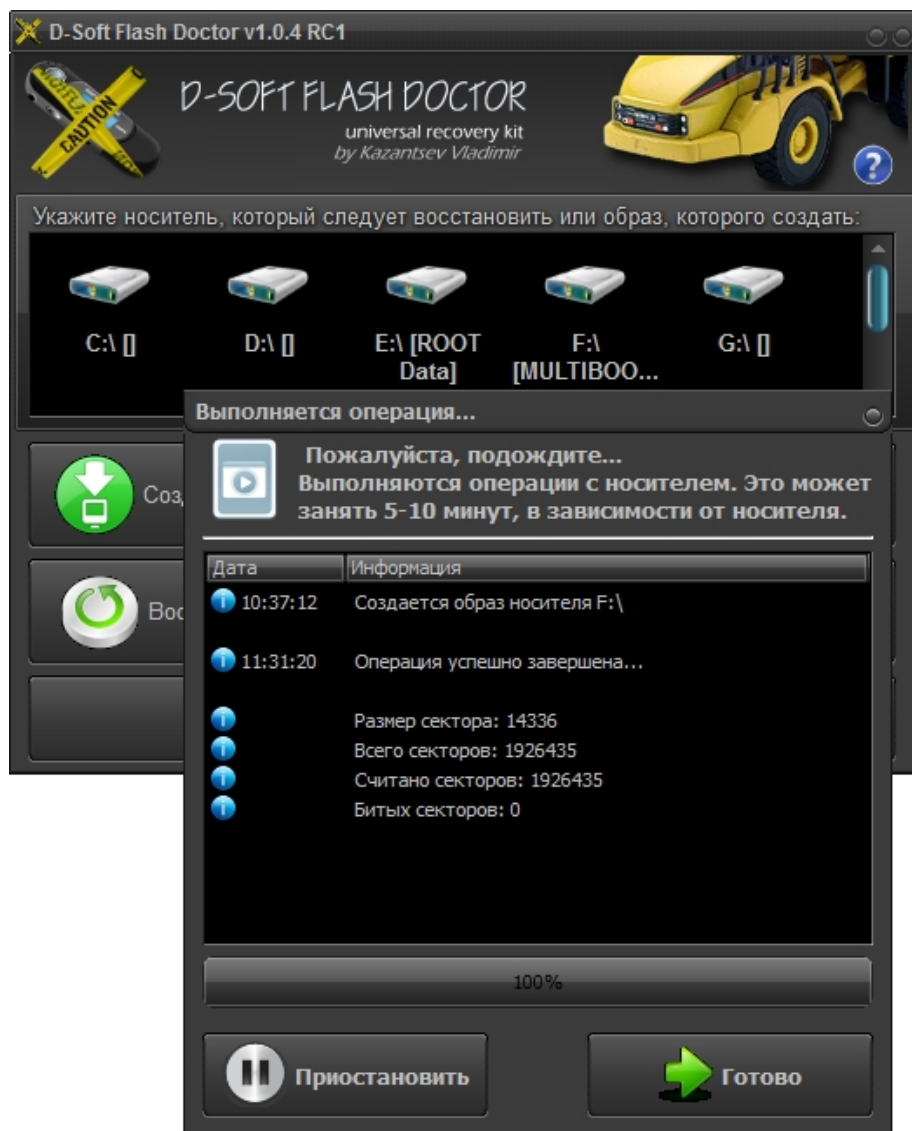 D-Soft Flash Doctor v1.0.4 RC1
D-SOFT FLASH DOCTOR
universal recovery kit
by Kazantsev Vladimir
CAUTION
?
Укажите носитель, который следует восстановить или образ, которого создать:
C:\ []
D:\ []
E:\ [ROOT Data]
F:\ [MULTIBOO...
G:\ []
Созд
Вос
Выполняется операция...
Пожалуйста, подождите...
Выполняются операции с носителем. Это может
занять 5-10 минут, в зависимости от носителя.
Дата Информация
10:37:12 Создается образ носителя F:\
11:31:20 Операция успешно завершена...
Размер сектора: 14336
Всего секторов: 1926435
Считано секторов: 1926435
Битых секторов: 0
100%
Приостановить
Готово